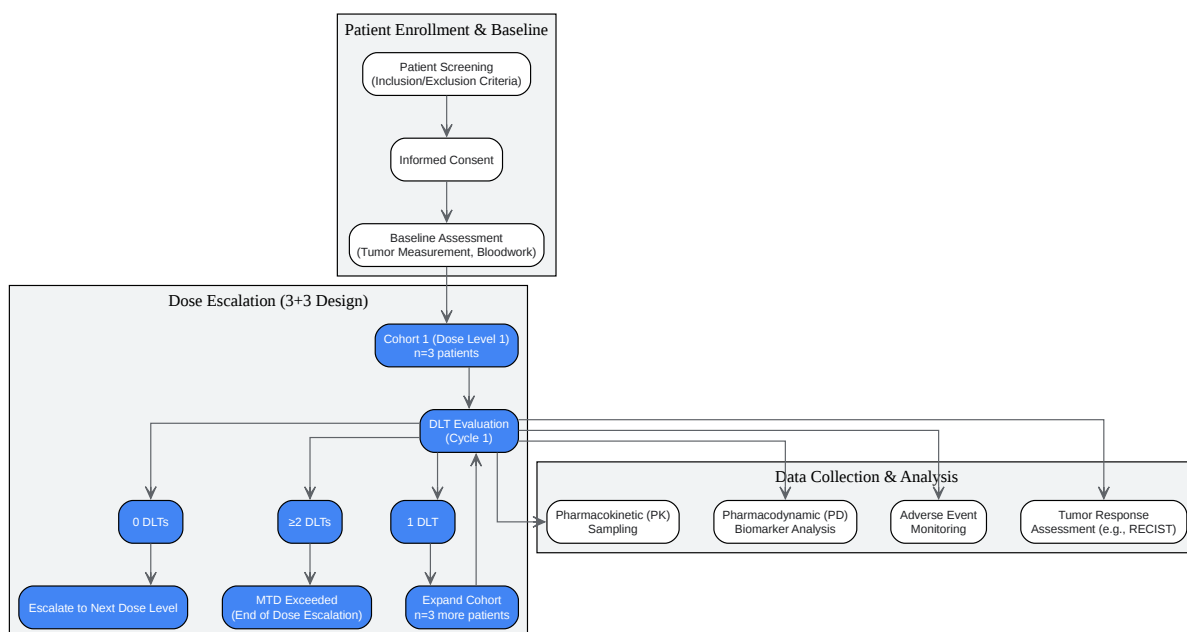 Patient Enrollment & Baseline
Patient Screening
(Inclusion/Exclusion Criteria)
Informed Consent
Baseline Assessment
(Tumor Measurement, Bloodwork)
Dose Escalation (3+3 Design)
Cohort 1 (Dose Level 1)
n=3 patients
DLT Evaluation
(Cycle 1)
0 DLTs
≥2 DLTs
1 DLT
Escalate to Next Dose Level
MTD Exceeded
(End of Dose Escalation)
Expand Cohort
n=3 more patients
Data Collection & Analysis
Pharmacokinetic (PK)
Sampling
Pharmacodynamic (PD)
Biomarker Analysis
Adverse Event
Monitoring
Tumor Response
Assessment (e.g., RECIST)